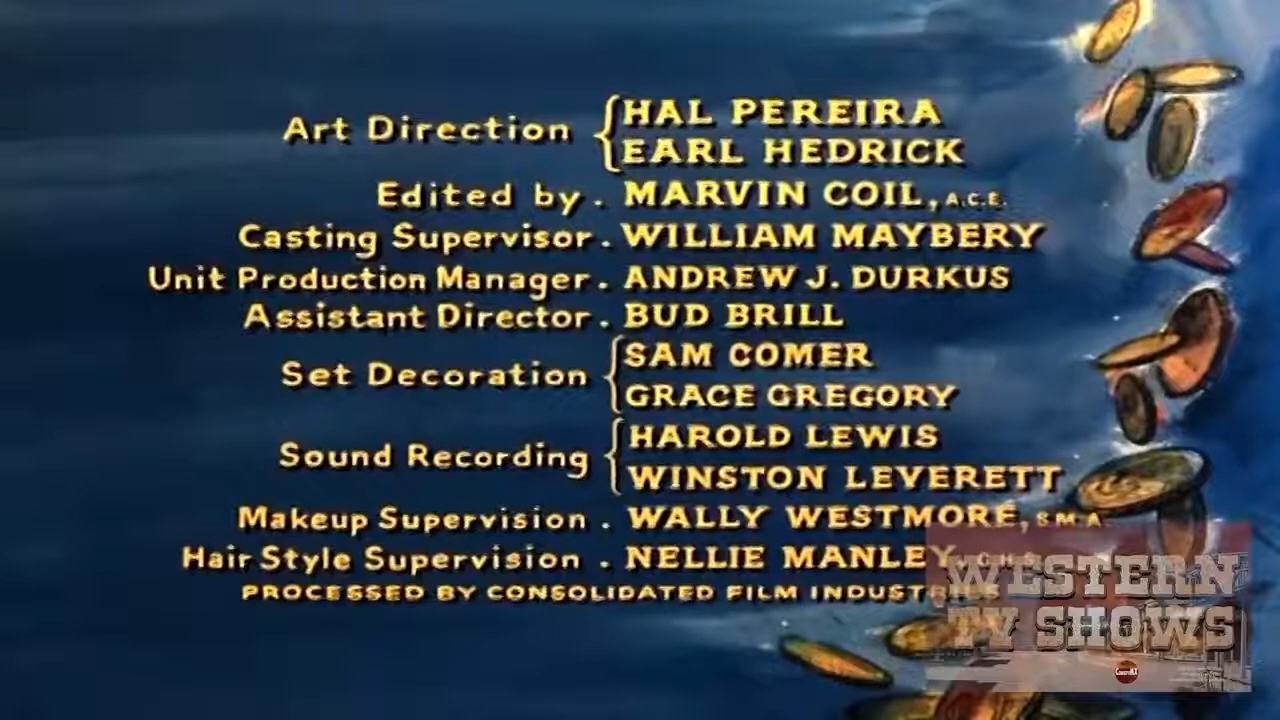 Art Direction { HAL PEREIRA
EARL HEDRICK
Edited by . MARVIN COIL, A.C.E.
Casting Supervisor . WILLIAM MAYBERY
Unit Production Manager . ANDREW J. DURKUS
Assistant Director . BUD BRILL
Set Decoration { SAM COMER
GRACE GREGORY
Sound Recording { HAROLD LEWIS
WINSTON LEVERETT
Makeup Supervision . WALLY WESTMORE, S.M.A.
Hair Style Supervision . NELLIE MANLEY, C.H.S.
PROCESSED BY CONSOLIDATED FILM INDUSTRIES
WESTERN
TV SHOWS